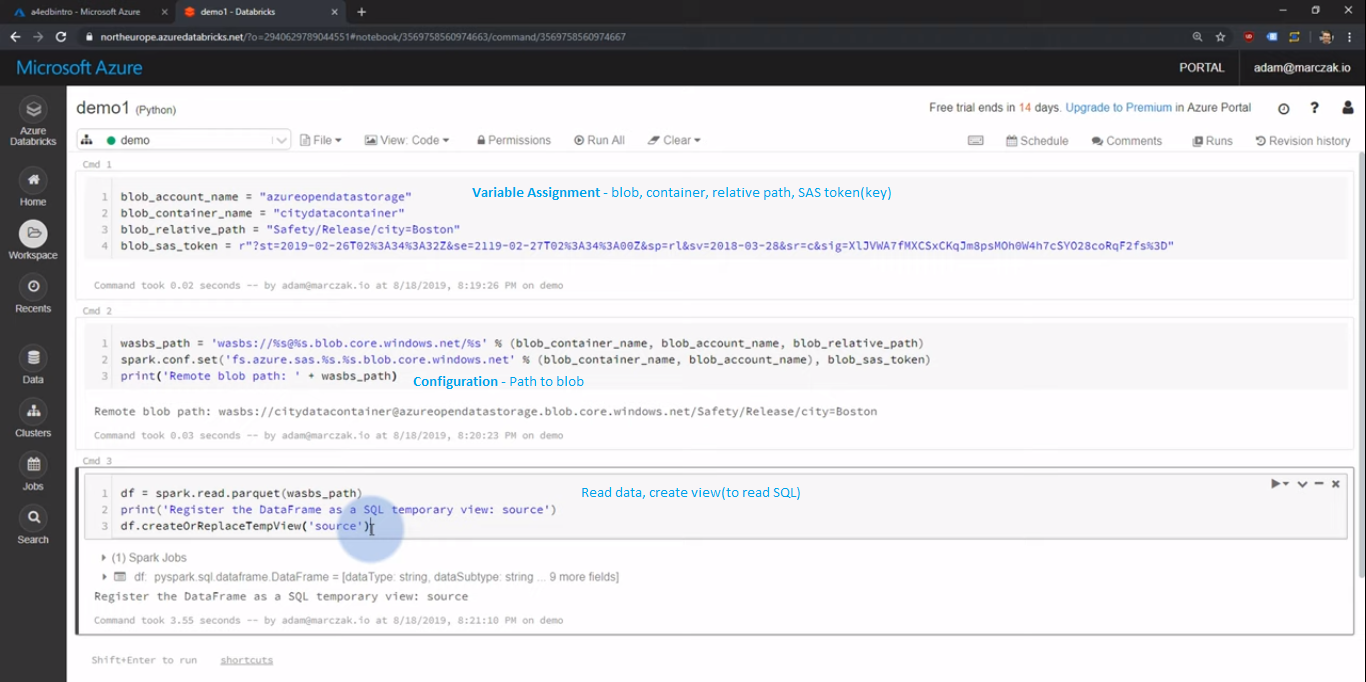 a4edbintro - Microsoft Azure
demo1 - Databricks
northeurope.azuredatabricks.net/?o=2940629789044551#notebook/3569758560974663/command/3569758560974667
Microsoft Azure
PORTAL
adam@marczak.io
Azure
Databricks
Home
Workspace
Recents
Data
Clusters
Jobs
Search
demo1 (Python)
Free trial ends in 14 days. Upgrade to Premium in Azure Portal
demo
File
View: Code
Permissions
Run All
Clear
Schedule
Comments
Runs
Revision history
Cmd 1
Variable Assignment - blob, container, relative path, SAS token(key)
1 blob_account_name = "azureopendatastorage"
2 blob_container_name = "citydatacontainer"
3 blob_relative_path = "Safety/Release/city=Boston"
4 blob_sas_token = r"?st=2019-02-26T02%3A34%3A32Z&se=2119-02-27T02%3A34%3A00Z&sp=rl&sv=2018-03-28&sr=c&sig=XlJVWA7fMXCSxCKqJm8psMOh0W4h7cSYO28coRqF2fs%3D"
Command took 0.02 seconds -- by adam@marczak.io at 8/18/2019, 8:19:26 PM on demo
Cmd 2
1 wasbs_path = 'wasbs://%s@%s.blob.core.windows.net/%s' % (blob_container_name, blob_account_name, blob_relative_path)
2 spark.conf.set('fs.azure.sas.%s.%s.blob.core.windows.net' % (blob_container_name, blob_account_name), blob_sas_token)
3 print('Remote blob path: ' + wasbs_path)
Configuration - Path to blob
Remote blob path: wasbs://citydatacontainer@azureopendatastorage.blob.core.windows.net/Safety/Release/city=Boston
Command took 0.03 seconds -- by adam@marczak.io at 8/18/2019, 8:20:23 PM on demo
Cmd 3
1 df = spark.read.parquet(wasbs_path)
Read data, create view(to read SQL)
2 print('Register the DataFrame as a SQL temporary view: source')
3 df.createOrReplaceTempView('source')
(1) Spark Jobs
df: pyspark.sql.dataframe.DataFrame = [dataType: string, dataSubtype: string ... 9 more fields]
Register the DataFrame as a SQL temporary view: source
Command took 3.55 seconds -- by adam@marczak.io at 8/18/2019, 8:21:10 PM on demo
Shift+Enter to run shortcuts